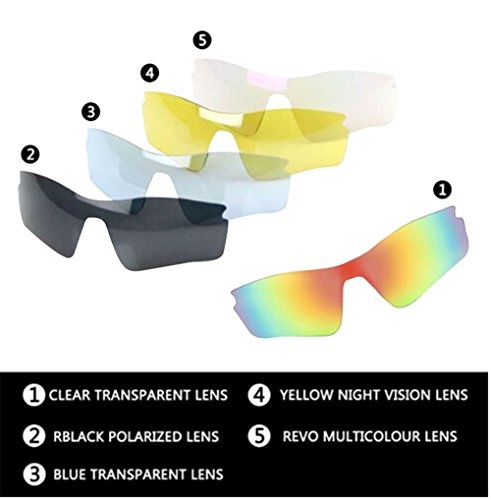 5
4
3
2
1
1 CLEAR TRANSPARENT LENS
2 RBLACK POLARIZED LENS
3 BLUE TRANSPARENT LENS
4 YELLOW NIGHT VISION LENS
5 REVO MULTICOLOUR LENS